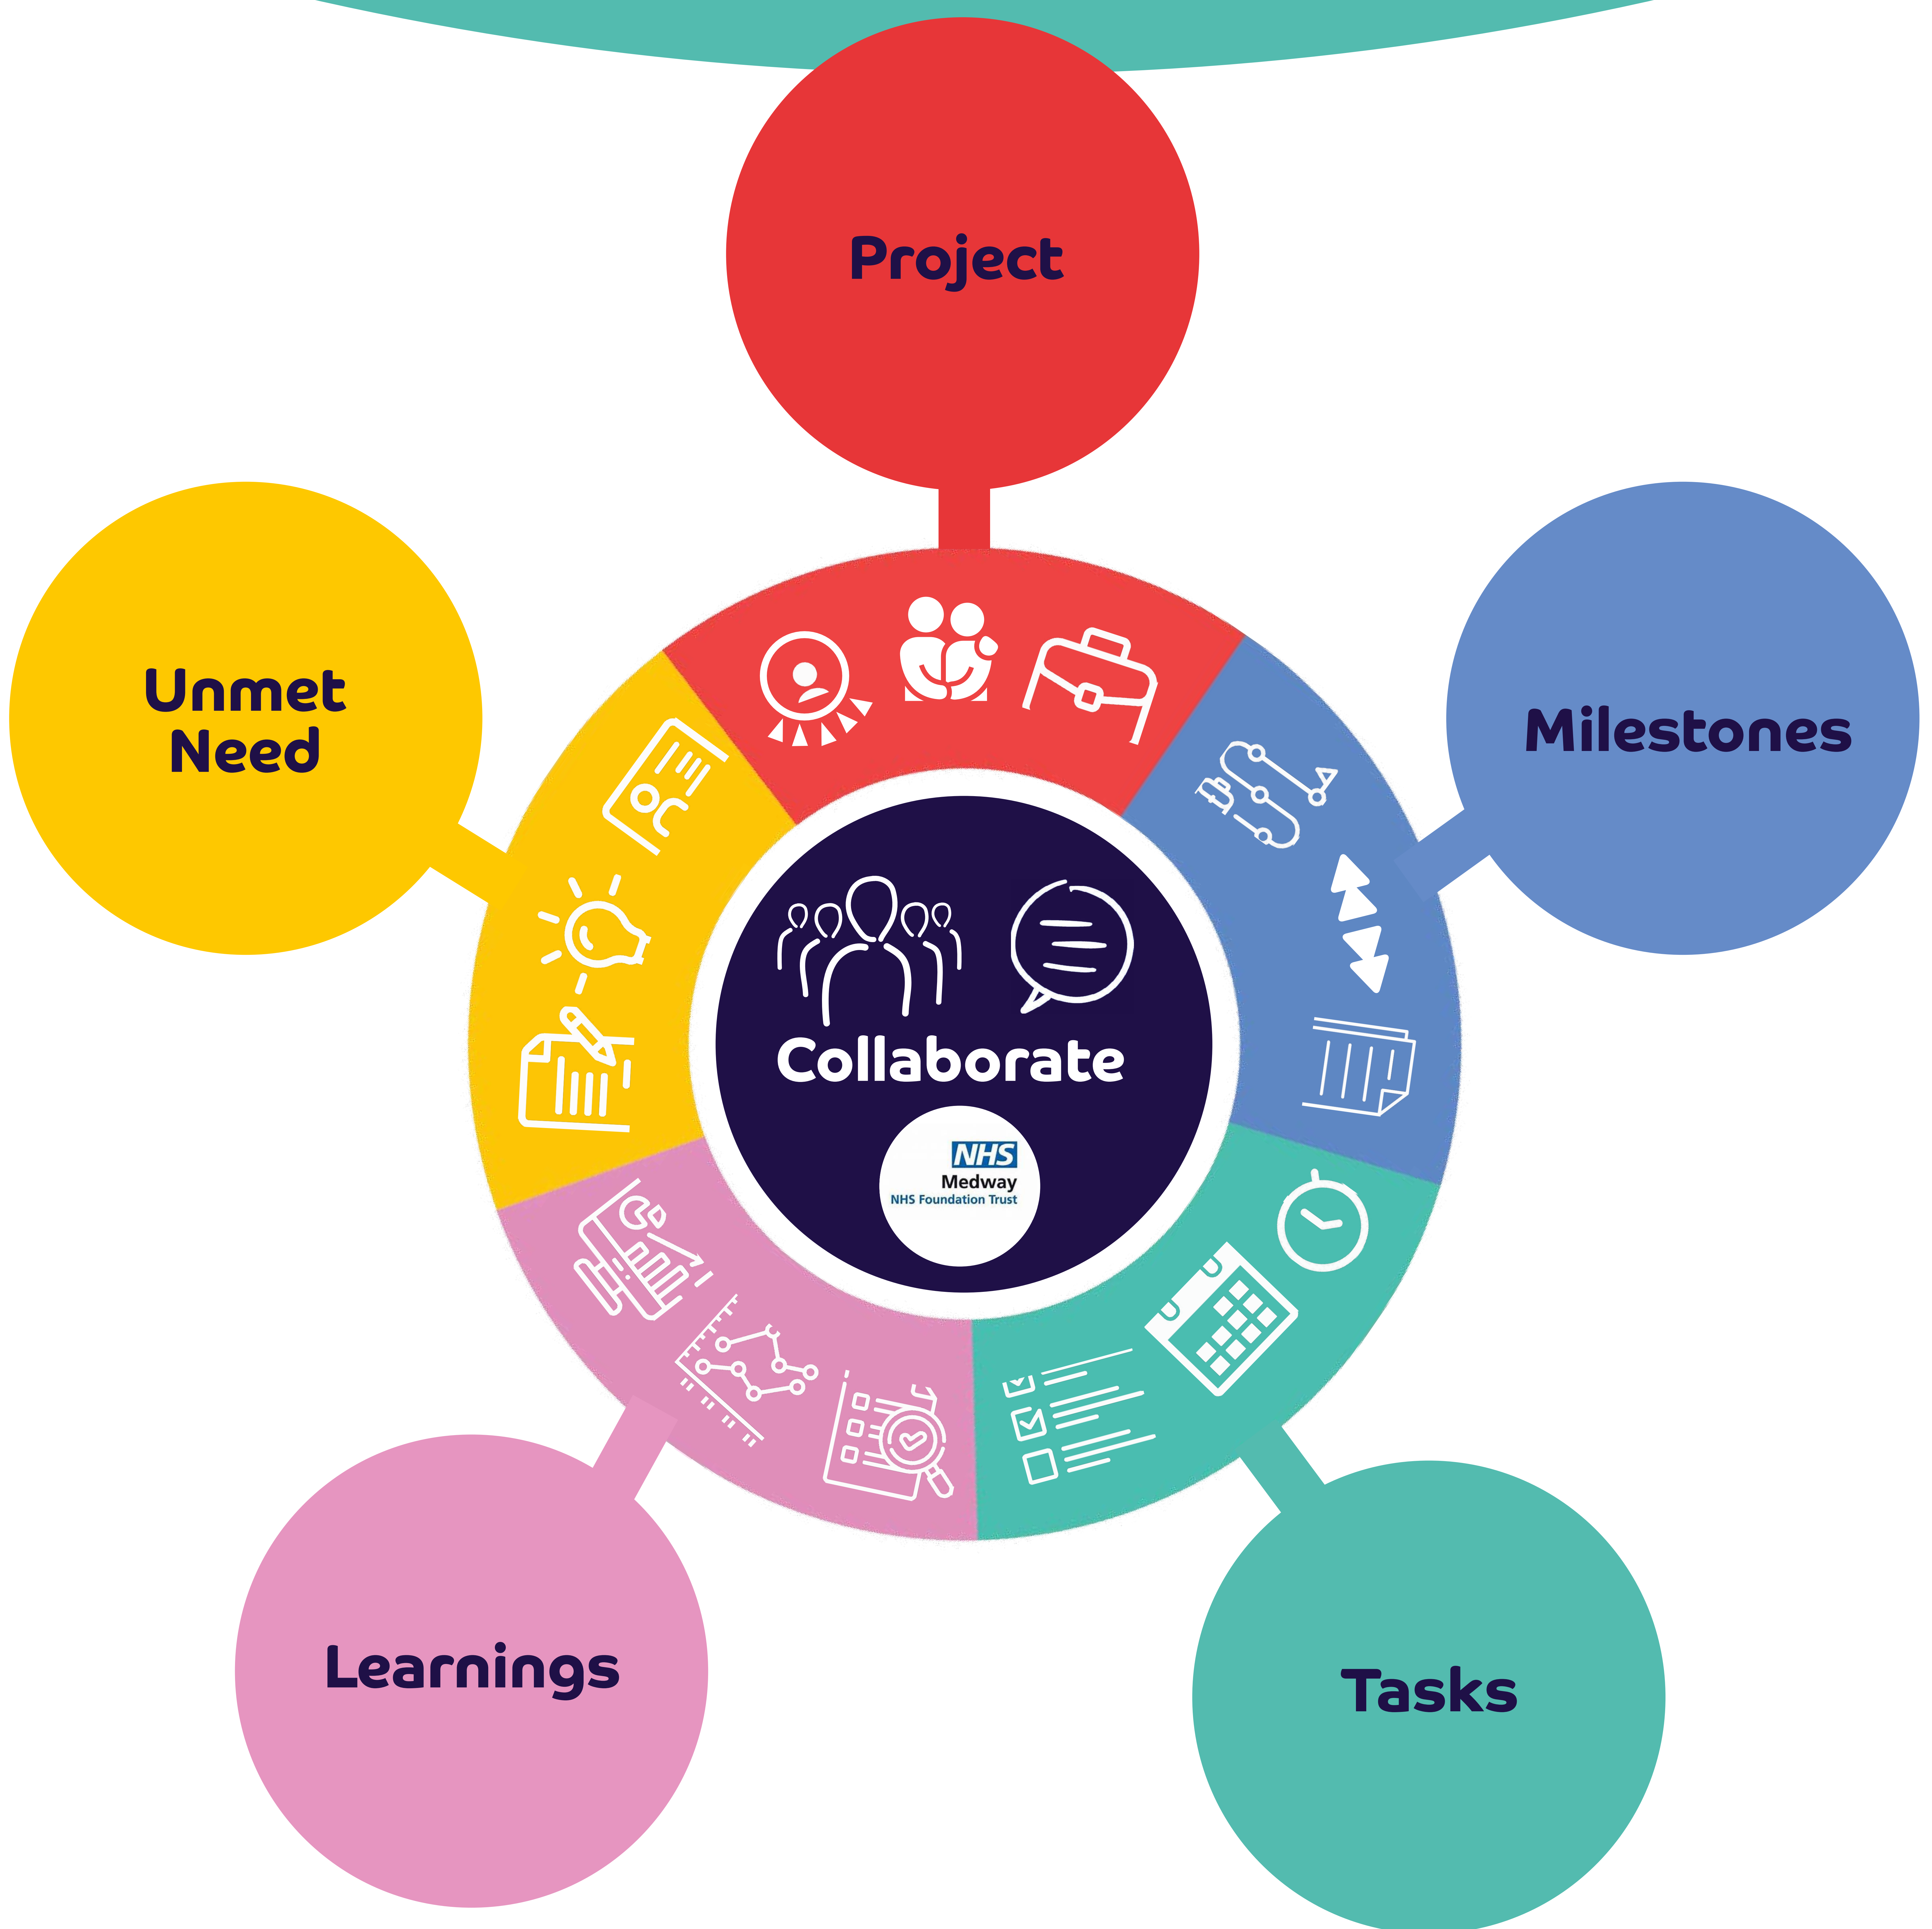 Project
Unmet
Need
Milestones
Collaborate
NHS
Medway
NHS Foundation Trust
Learnings
Tasks